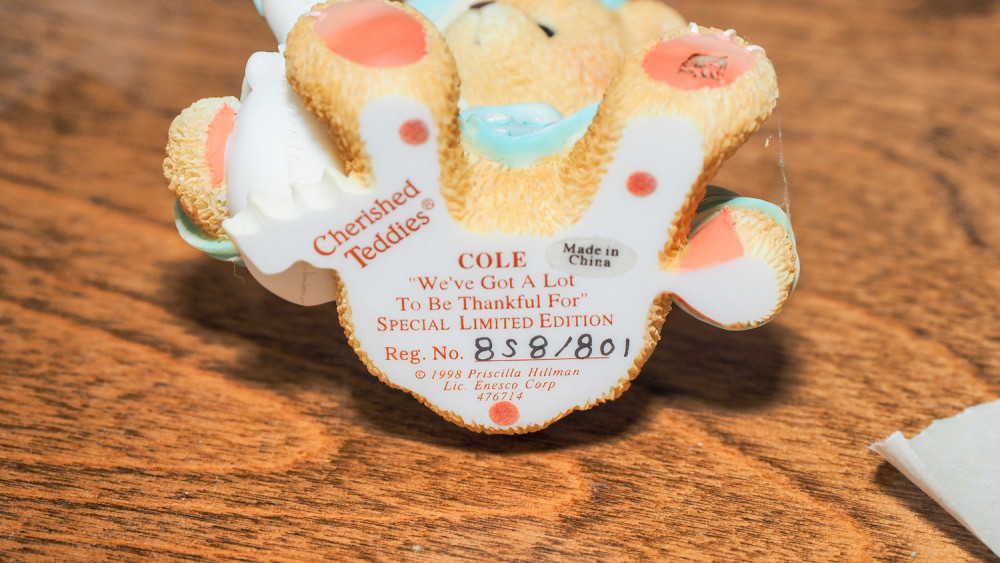 Cherished
Teddies®
COLE
Made in
China
"We've Got A Lot
To Be Thankful For"
SPECIAL LIMITED EDITION
Reg. No. 8S8/801
© 1998 Priscilla Hillman
Lic. Enesco Corp
476714